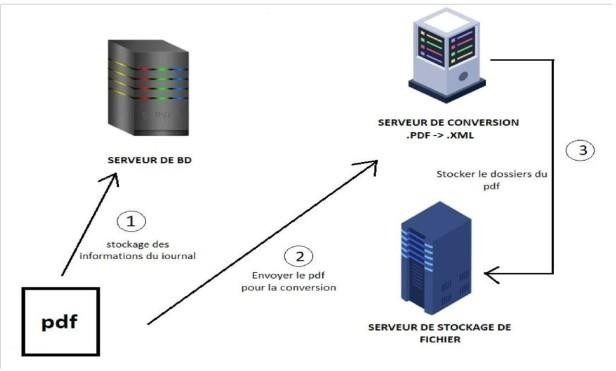 SERVEUR DE BD
SERVEUR DE CONVERSION
.PDF -> .XML
3
Stocker le dossiers du
pdf
1
stockage des
informations du journal
2
Envoyer le pdf
pour la conversion
pdf
SERVEUR DE STOCKAGE DE
FICHIER